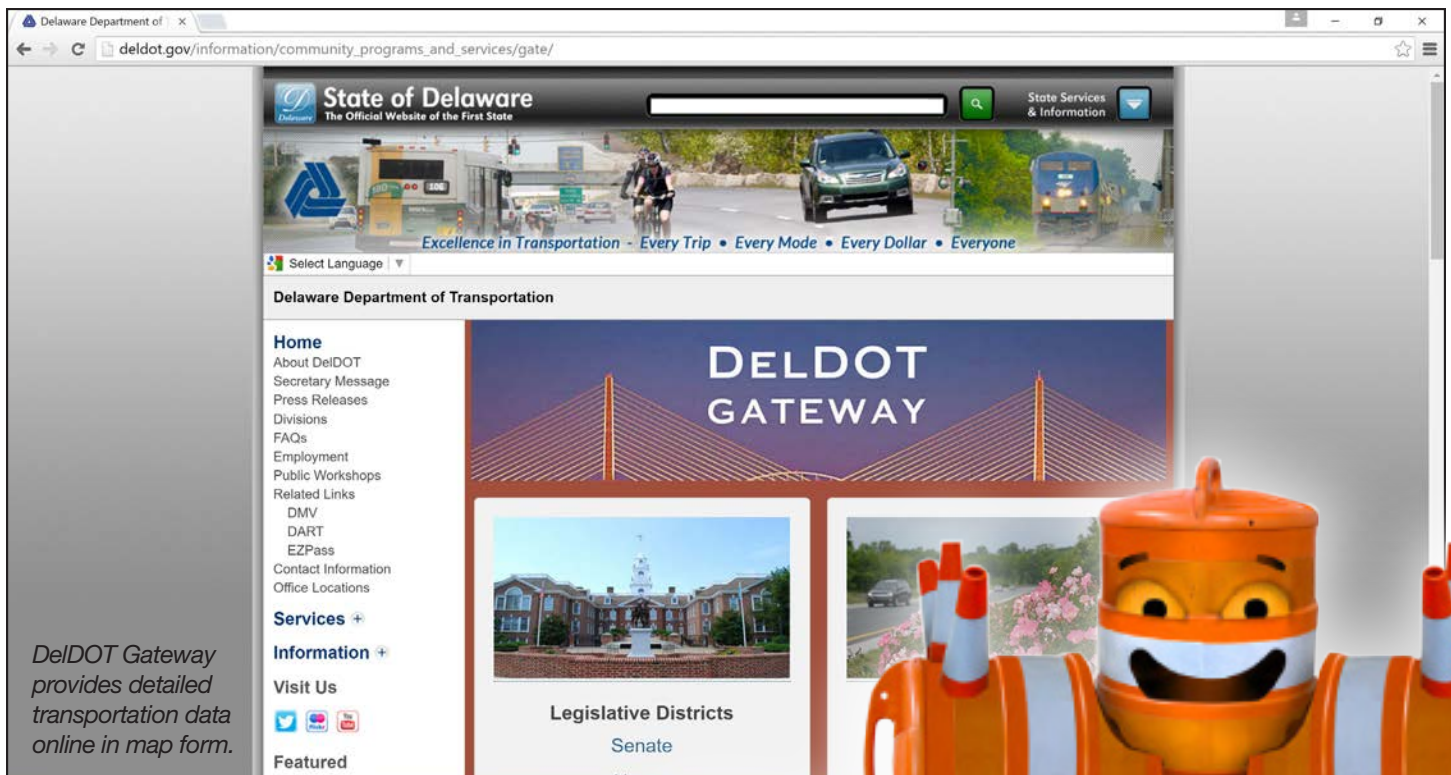 Delaware Department of T
deldot.gov/information/community_programs_and_services/gate/
Delaware
State of Delaware
The Official Website of the First State
State Services
& Information
106
Excellence in Transportation - Every Trip • Every Mode • Every Dollar • Everyone
Select Language
Delaware Department of Transportation
Home
About DelDOT
Secretary Message
Press Releases
Divisions
FAQs
Employment
Public Workshops
Related Links
DMV
DART
EZPass
Contact Information
Office Locations
Services
Information
Visit Us
Featured
DELDOT
GATEWAY
Legislative Districts
Senate
DelDOT Gateway
provides detailed
transportation data
online in map form.